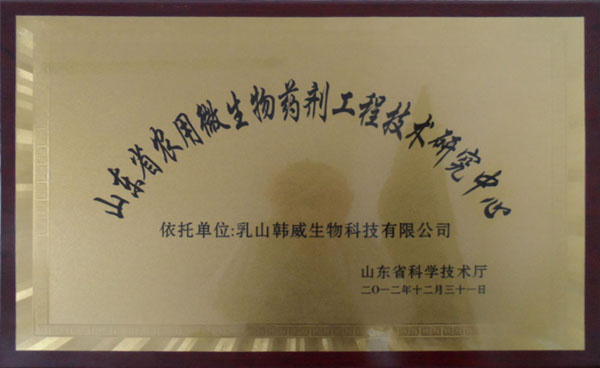 山东省农用微生物药剂工程技术研究中心
依托单位:乳山韩威生物科技有限公司
山东省科学技术厅
二〇一二年十二月三十一日